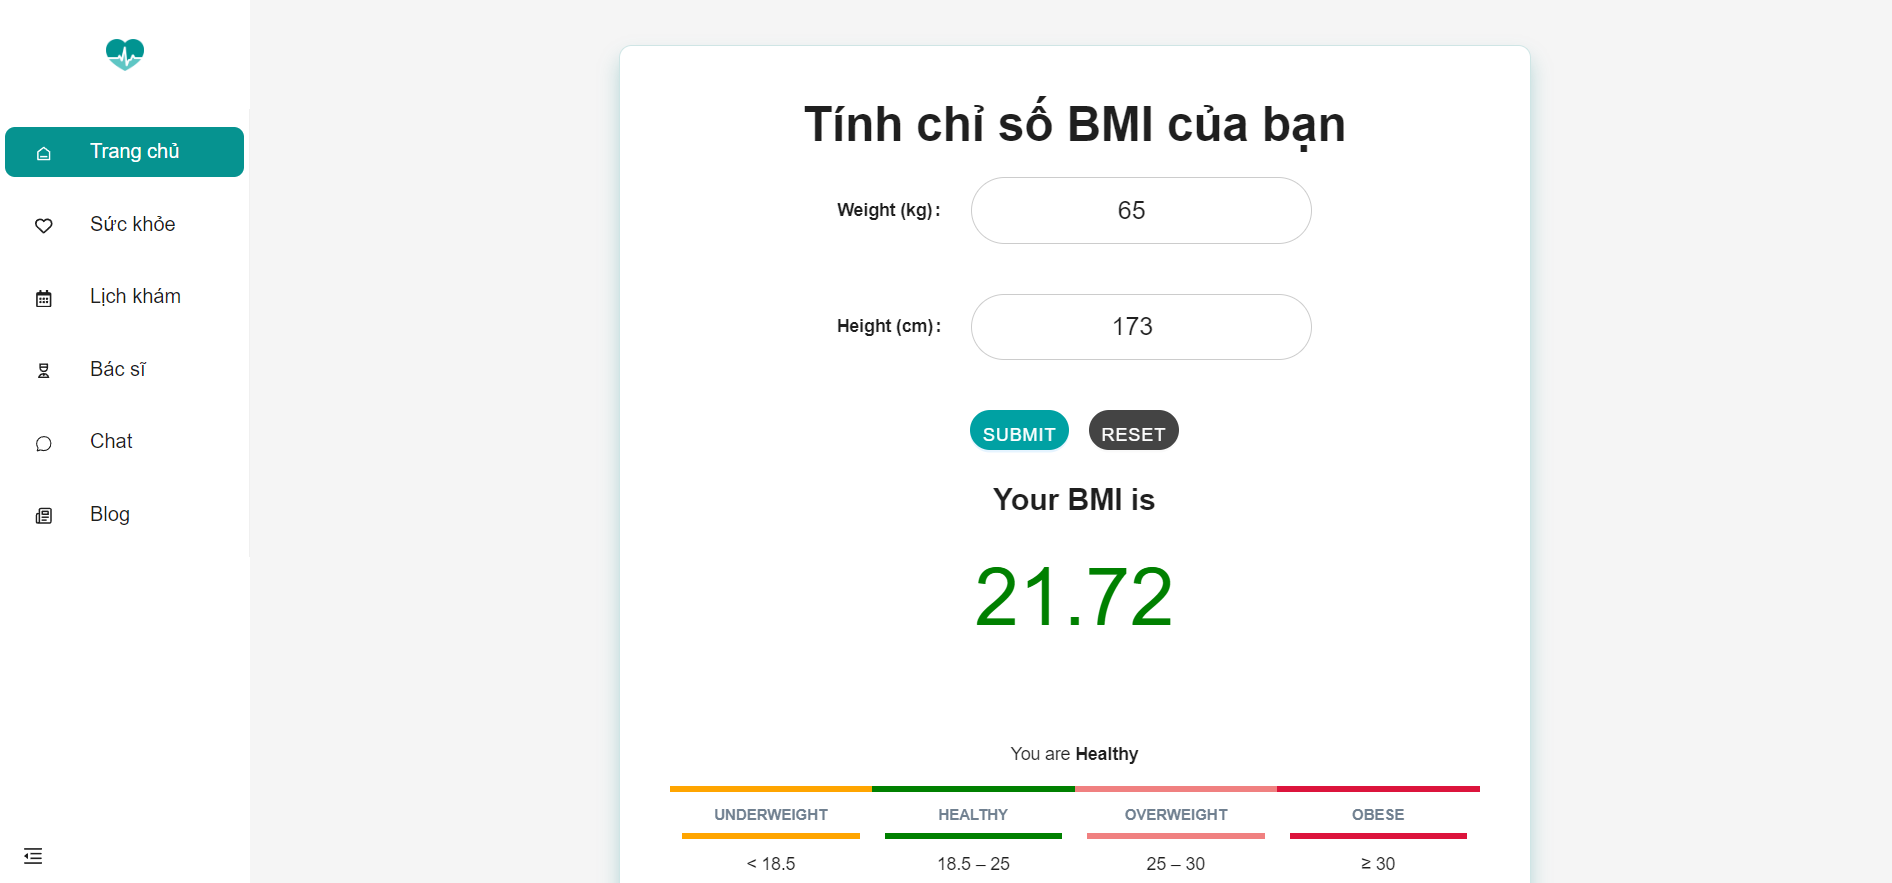 Trang chủ
Sức khỏe
Lịch khám
Bác sĩ
Chat
Blog
Tính chỉ số BMI của bạn
Weight (kg) : 65
Height (cm) : 173
SUBMIT RESET
Your BMI is
21.72
You are Healthy
UNDERWEIGHT HEALTHY OVERWEIGHT OBESE
< 18.5 18.5 – 25 25 – 30 ≥ 30